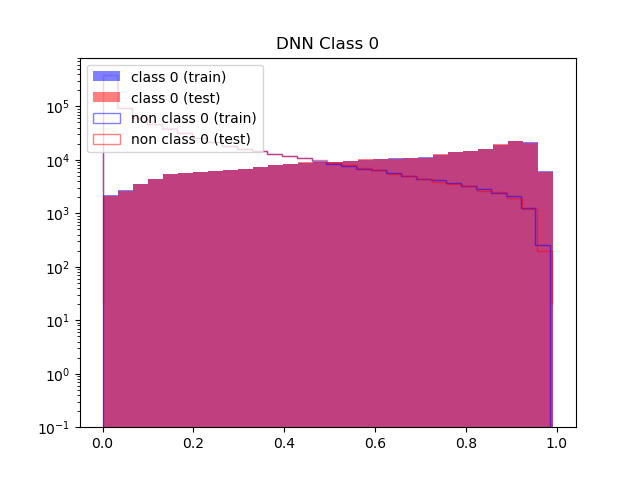 DNN Class 0
class 0 (train)
class 0 (test)
non class 0 (train)
non class 0 (test)
10^5
10^4
10^3
10^2
10^1
10^0
10^-1
0.0 0.2 0.4 0.6 0.8 1.0